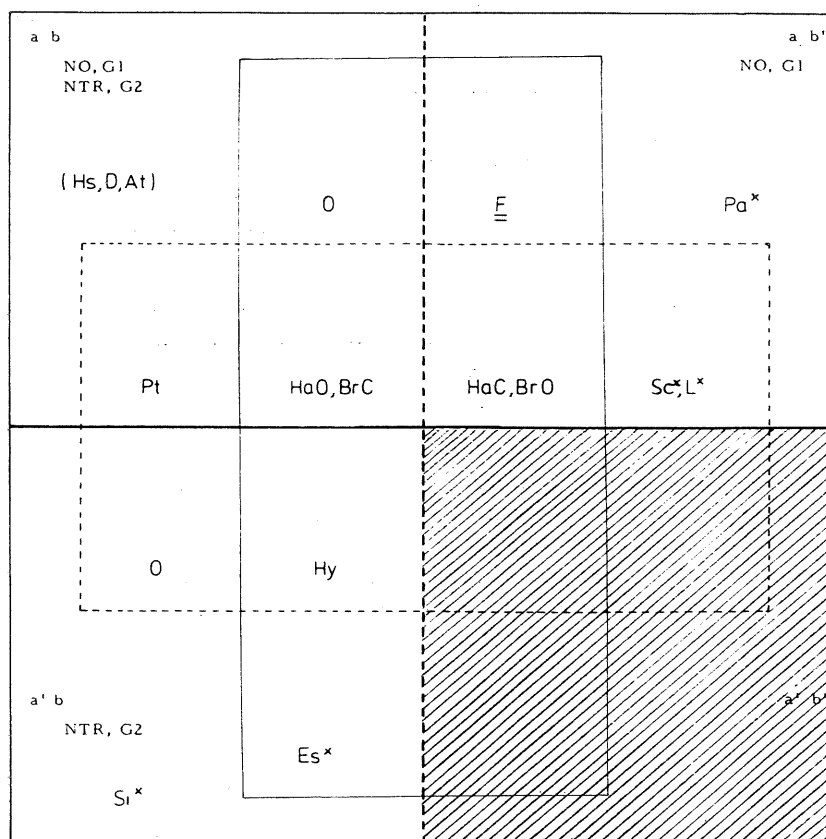 a b
a b'
NO, G1
NTR, G2
NO, G1
(Hs, D, At)
O
F
Pa×
Pt
HaO, BrC
HaC, BrO
Sc×, L×
O
Hy
a' b
a' b'
NTR, G2
Es×
Si×